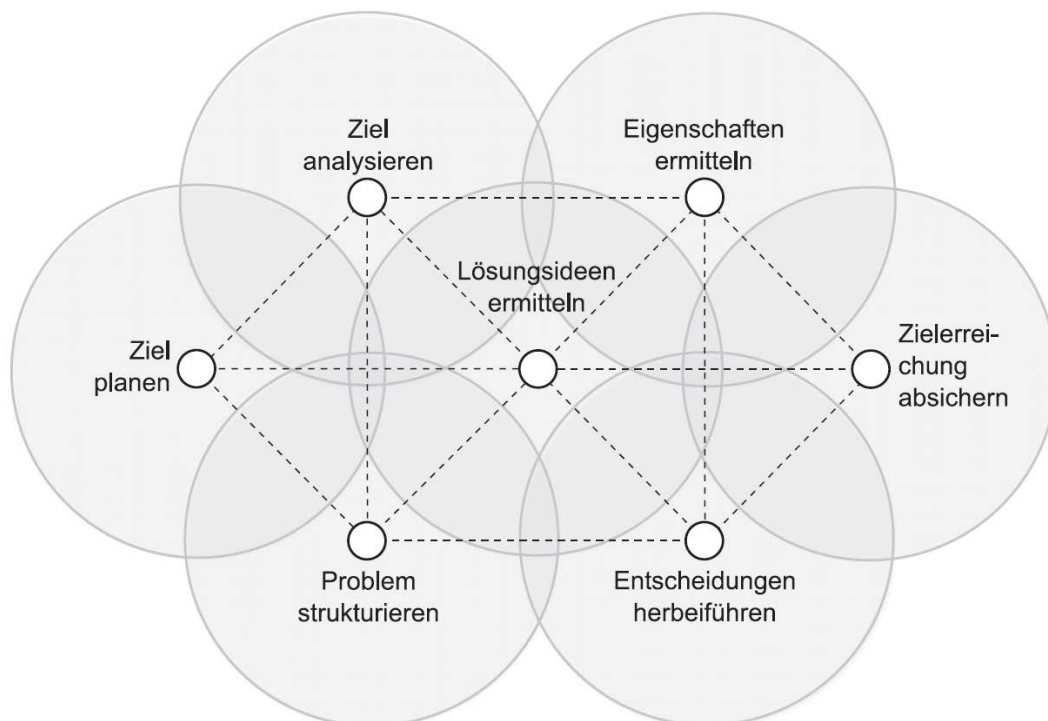 Ziel
analysieren
Eigenschaften
ermitteln
Lösungsideen
ermitteln
Ziel
planen
Zielerrei-
chung
absichern
Problem
strukturieren
Entscheidungen
herbeiführen